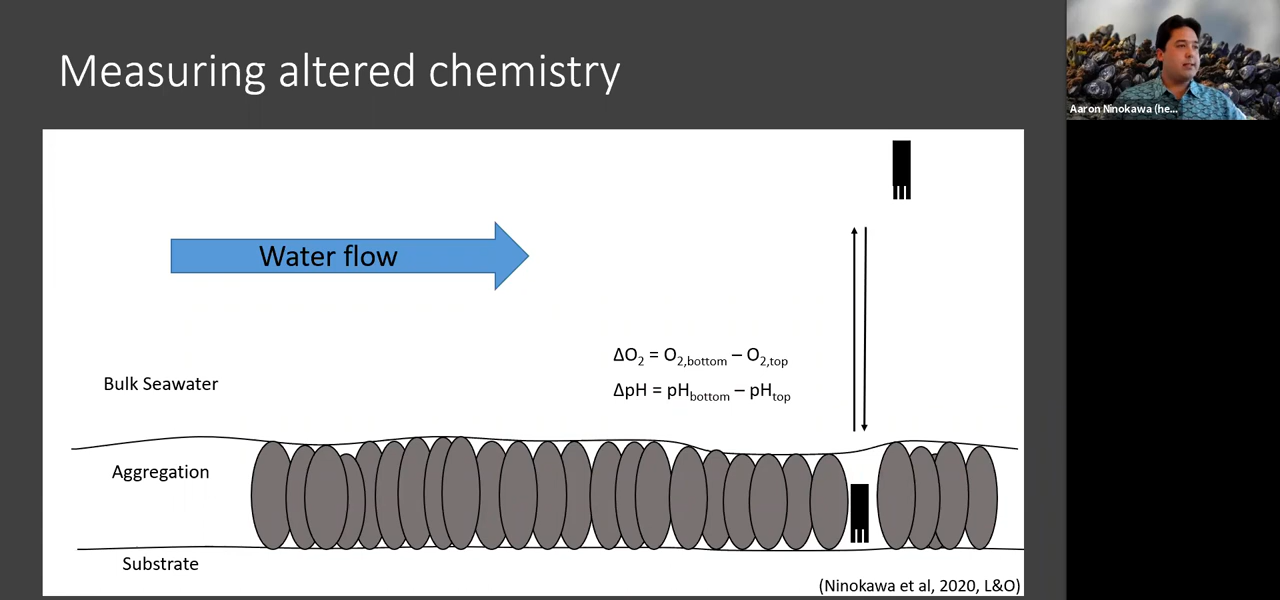 Measuring altered chemistry
Aaron Ninokawa (he...
Water flow
ΔO₂ = O₂,bottom – O₂,top
ΔpH = pHbottom – pHtop
Bulk Seawater
Aggregation
Substrate
(Ninokawa et al, 2020, L&O)